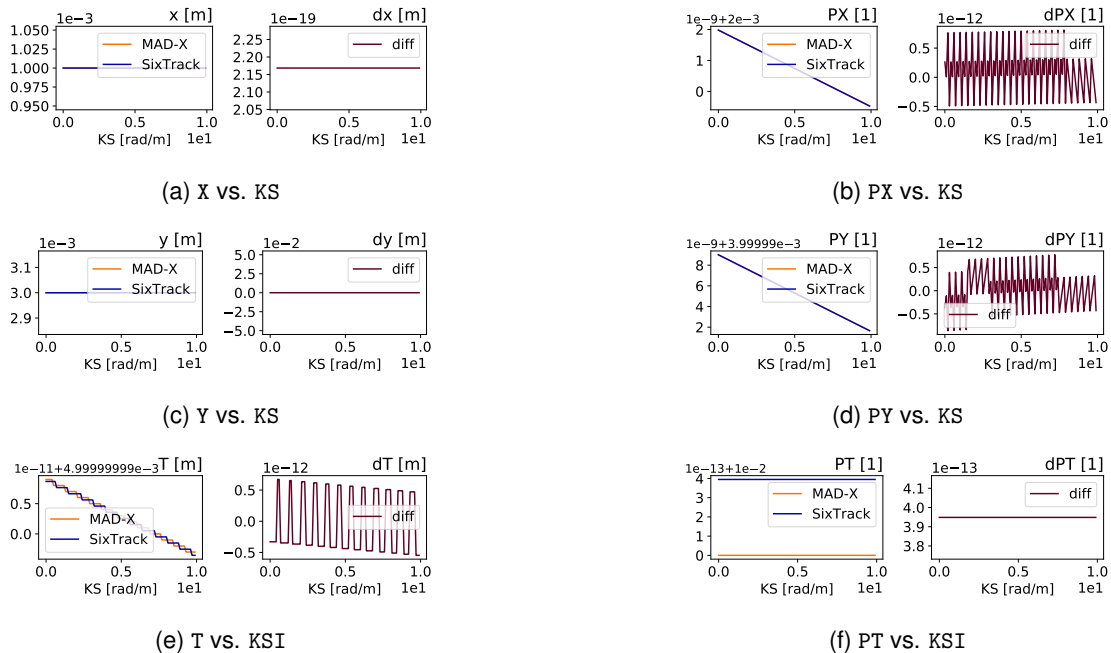 1e−3 x [m]
1.050
1.025
1.000
0.975
0.950
MAD-X
SixTrack
0.0 0.5 1.0
KS [rad/m] 1e1
1e−19 dx [m]
2.28
2.25
2.21
2.18
2.15
2.11
2.08
2.05
diff
0.0 0.5 1.0
KS [rad/m] 1e1
(a) X vs. KS
1e−9+2e−3 PX [1]
2
1
0
MAD-X
SixTrack
0.0 0.5 1.0
KS [rad/m] 1e1
1e−12 dPX [1]
0.5
0.0
−0.5
diff
0.0 0.5 1.0
KS [rad/m] 1e1
(b) PX vs. KS
1e−3 y [m]
3.1
3.0
2.9
MAD-X
SixTrack
0.0 0.5 1.0
KS [rad/m] 1e1
1e−2 dy [m]
5.0
2.5
0.0
−2.5
−5.0
diff
0.0 0.5 1.0
KS [rad/m] 1e1
(c) Y vs. KS
1e−9+3.99999e−3 PY [1]
8
6
4
2
MAD-X
SixTrack
0.0 0.5 1.0
KS [rad/m] 1e1
1e−12 dPY [1]
0.5
0.0
−0.5
diff
0.0 0.5 1.0
KS [rad/m] 1e1
(d) PY vs. KS
1e−11+4.99999999e−3 T [m]
0.5
0.0
MAD-X
SixTrack
0.0 0.5 1.0
KS [rad/m] 1e1
1e−12 dT [m]
0.5
0.0
−0.5
diff
0.0 0.5 1.0
KS [rad/m] 1e1
(e) T vs. KSI
1e−13+1e−2 PT [1]
4
3
2
1
0
MAD-X
SixTrack
0.0 0.5 1.0
KS [rad/m] 1e1
1e−13 dPT [1]
4.1
4.0
3.9
3.8
diff
0.0 0.5 1.0
KS [rad/m] 1e1
(f) PT vs. KSI